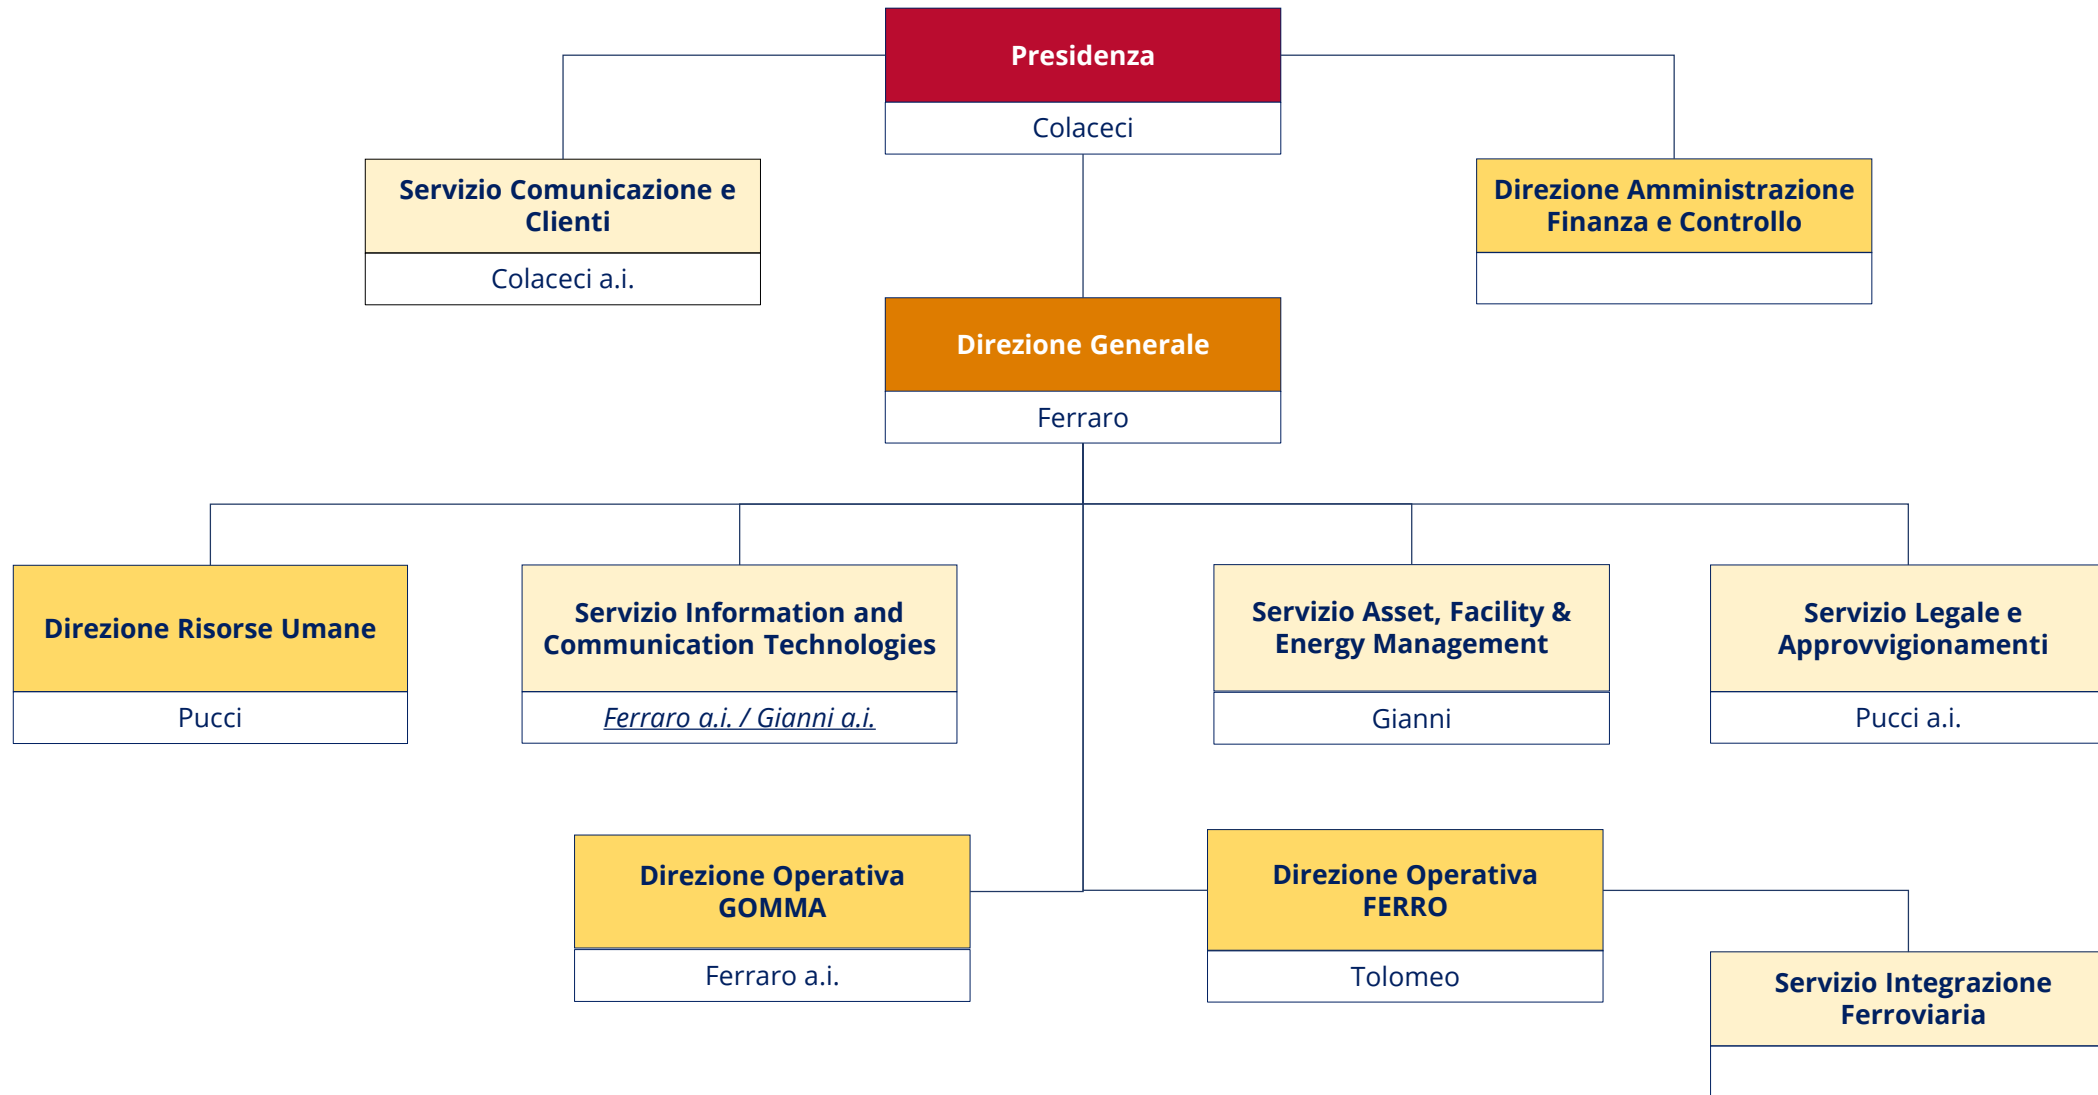 Presidenza
Colaceci
Servizio Comunicazione e
Clienti
Colaceci a.i.
Direzione Amministrazione
Finanza e Controllo
Direzione Generale
Ferraro
Direzione Risorse Umane
Pucci
Servizio Information and
Communication Technologies
Ferraro a.i. / Gianni a.i.
Servizio Asset, Facility &
Energy Management
Gianni
Servizio Legale e
Approvvigionamenti
Pucci a.i.
Direzione Operativa
GOMMA
Ferraro a.i.
Direzione Operativa
FERRO
Tolomeo
Servizio Integrazione
Ferroviaria